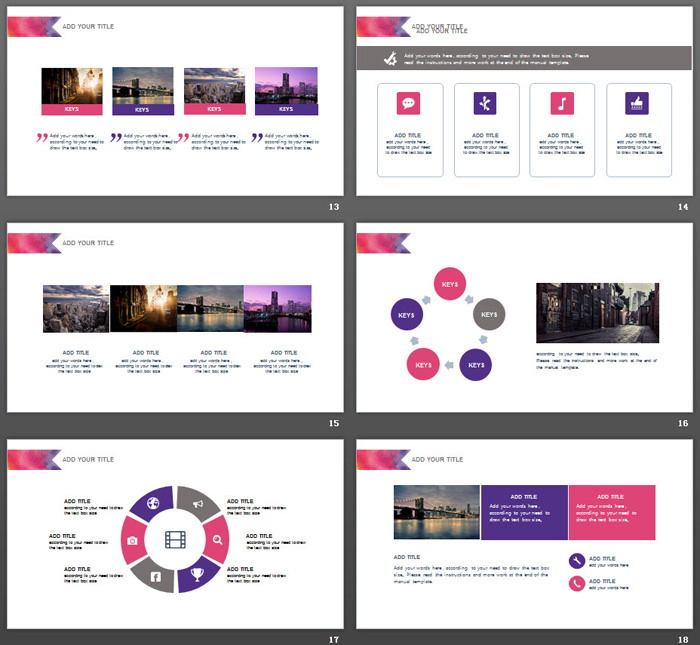 ADD YOUR TITLE
KEYS
KEYS
KEYS
KEYS
Add your words here ,
according to your need to
draw the text box size,
Add your words here ,
according to your need to
draw the text box size,
Add your words here ,
according to your need to
draw the text box size,
Add your words here ,
according to your need to
draw the text box size,
13
ADD YOUR TITLE
ADD YOUR TITLE
Add your words here , according to your need to draw the text box size, Please
read the instructions and more work at the end of the manual template.
ADD TITLE
add your words here ,
according to your need
to draw the text box size
ADD TITLE
add your words here ,
according to your need
to draw the text box size
ADD TITLE
add your words here ,
according to your need
to draw the text box size
ADD TITLE
add your words here ,
according to your need
to draw the text box size
14
ADD YOUR TITLE
ADD TITLE
add your words here ,
according to your need to draw
the text box size
ADD TITLE
add your words here ,
according to your need to draw
the text box size
ADD TITLE
add your words here ,
according to your need to draw
the text box size
ADD TITLE
add your words here ,
according to your need to draw
the text box size
15
KEYS
KEYS
KEYS
KEYS
KEYS
according to your need to draw the text box size,
Please read the instructions and more work at the end of
the manual template.
16
ADD YOUR TITLE
ADD TITLE
according to your need to draw
the text box size
ADD TITLE
according to your need to draw
the text box size
ADD TITLE
according to your need to draw
the text box size
ADD TITLE
according to your need to draw
the text box size
ADD TITLE
according to your need to draw
the text box size
ADD TITLE
according to your need to draw
the text box size
17
ADD YOUR TITLE
ADD TITLE
Add your words here ,
according to your need to
draw the text box size,
ADD TITLE
Add your words here ,
according to your need to
draw the text box size,
ADD TITLE
Add your words here , according to your need to draw the text box
size, Please read the instructions and more work at the end of the
manual template.
ADD TITLE
add your words here
ADD TITLE
add your words here
18